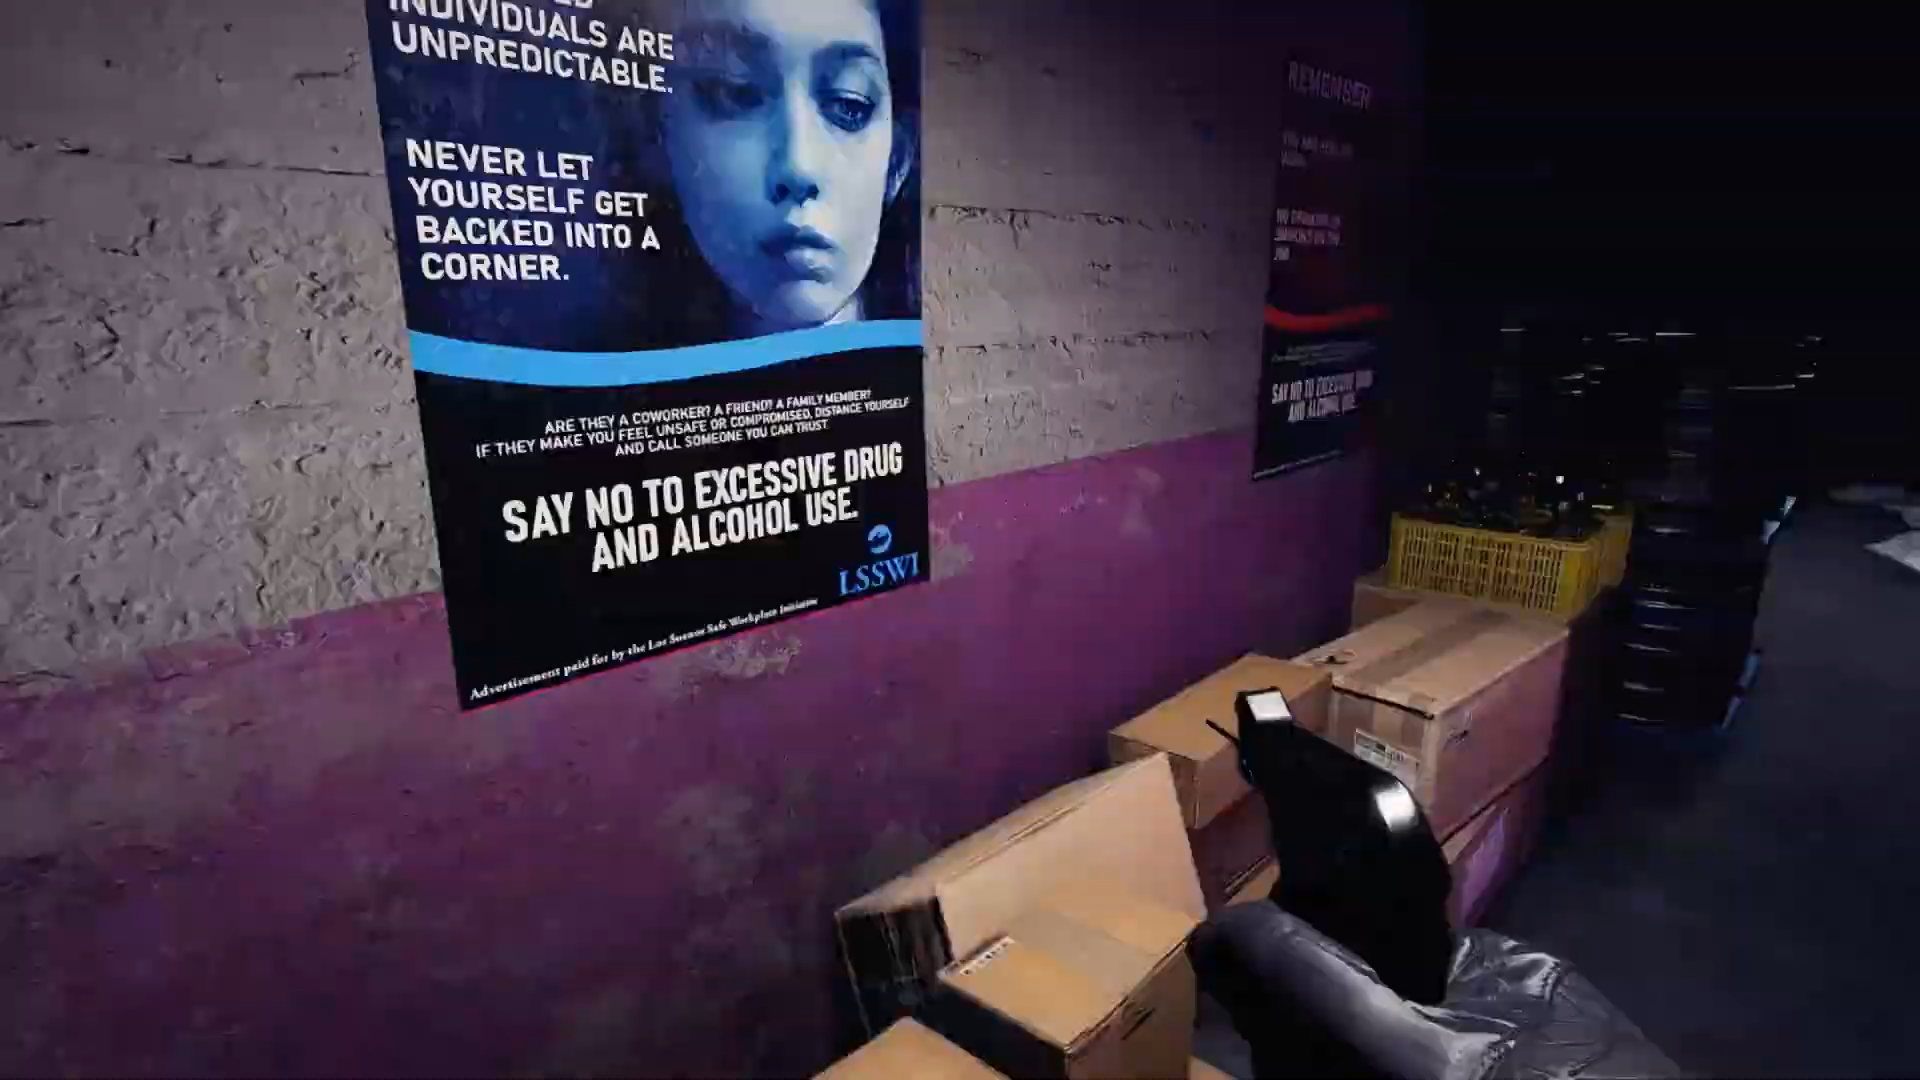 INDIVIDUALS ARE
UNPREDICTABLE.
NEVER LET
YOURSELF GET
BACKED INTO A
CORNER.
ARE THEY A COWORKER? A FRIEND? A FAMILY MEMBER?
IF THEY MAKE YOU FEEL UNSAFE OR COMPROMISED, DISTANCE YOURSELF
AND CALL SOMEONE YOU CAN TRUST
SAY NO TO EXCESSIVE DRUG
AND ALCOHOL USE.
LSSWI
Advertisement paid for by the Los Suenos Safe Workplace Initiative
REMEMBER
SAY NO TO EXCESSIVE DRUG
AND ALCOHOL USE.